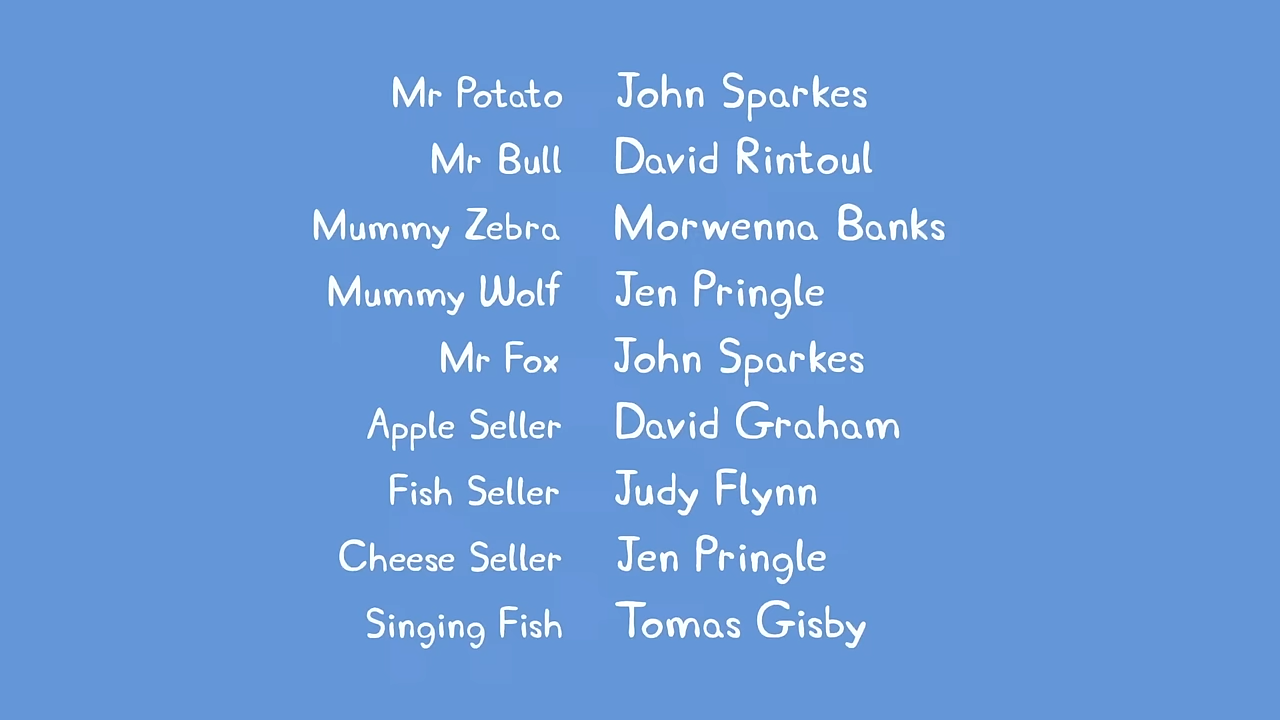 Mr Potato John Sparkes
Mr Bull David Rintoul
Mummy Zebra Morwenna Banks
Mummy Wolf Jen Pringle
Mr Fox John Sparkes
Apple Seller David Graham
Fish Seller Judy Flynn
Cheese Seller Jen Pringle
Singing Fish Tomas Gisby